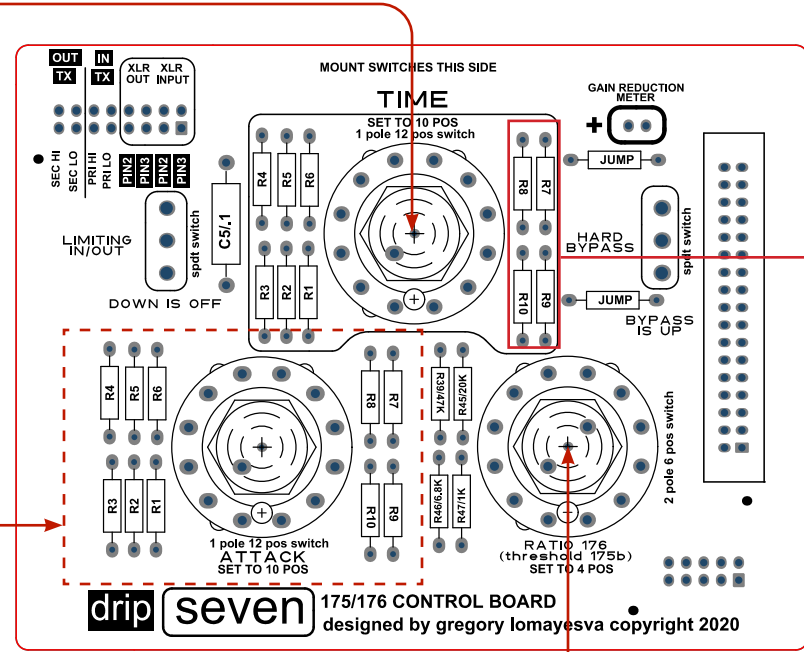 OUT IN
TX TX
XLR XLR
OUT INPUT
SEC HI
SEC LO
PRI HI
PRI LO
PIN2
PIN3
PIN2
PIN3
MOUNT SWITCHES THIS SIDE
TIME
SET TO 10 POS
1 pole 12 pos switch
GAIN REDUCTION
METER
+
JUMP
R4
R5
R6
R8
R7
C5/.1
LIMITING
IN/OUT
spdt switch
DOWN IS OFF
HARD
BYPASS
spdt switch
R3
R2
R1
R10
R9
JUMP
BYPASS
IS UP
R4
R5
R6
R8
R7
R39/47K
R45/20K
R3
R2
R1
R10
R9
R46/6.8K
R47/1K
2 pole 6 pos switch
1 pole 12 pos switch
ATTACK
SET TO 10 POS
RATIO 176
(threshold 175b)
SET TO 4 POS
drip seven 175/176 CONTROL BOARD
designed by gregory lomayesva copyright 2020